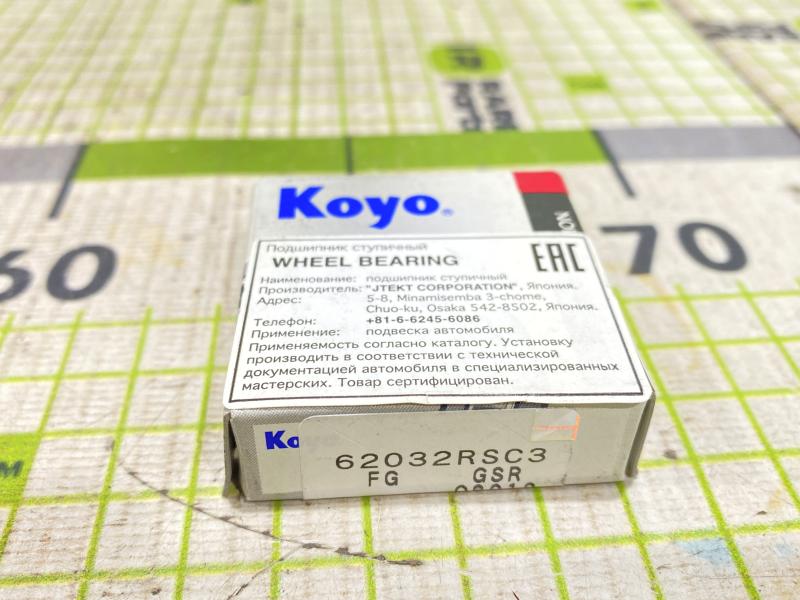 60
70
Koyo®
Подшипник ступичный
WHEEL BEARING
EAC
Наименование: подшипник ступичный
Производитель: "JTEKT CORPORATION", Япония.
Адрес: 5-8, Minamisemba 3-chome,
Chuo-ku, Osaka 542-8502, Япония.
Телефон: +81-6-6245-6086
Применение: подвеска автомобиля
Применяемость согласно каталогу. Установку
производить в соответствии с технической
документацией автомобиля в специализированных
мастерских. Товар сертифицирован.
Ko
62032RSC3
FG GSR